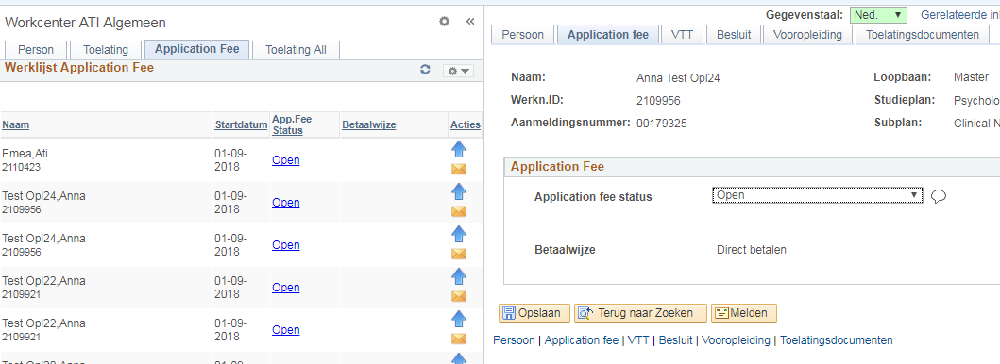 Workcenter ATI Algemeen
Person Toelating Application Fee Toelating All
Werklijst Application Fee
Naam Startdatum App.Fee Status Betaalwijze Acties
Emea,Ati
2110423
01-09-2018
Open
Test Opl24,Anna
2109956
01-09-2018
Open
Test Opl24,Anna
2109956
01-09-2018
Open
Test Opl22,Anna
2109921
01-09-2018
Open
Test Opl22,Anna
2109921
01-09-2018
Open
Gegevenstaal: Ned. Gerelateerde in
Persoon Application fee VTT Besluit Vooropleiding Toelatingsdocumenten
Naam: Anna Test Opl24 Loopbaan: Master
Werkn.ID: 2109956 Studieplan: Psycholo
Aanmeldingsnummer: 00179325 Subplan: Clinical N
Application Fee
Application fee status Open
Betaalwijze Direct betalen
Opslaan Terug naar Zoeken Melden
Persoon | Application fee | VTT | Besluit | Vooropleiding | Toelatingsdocumenten